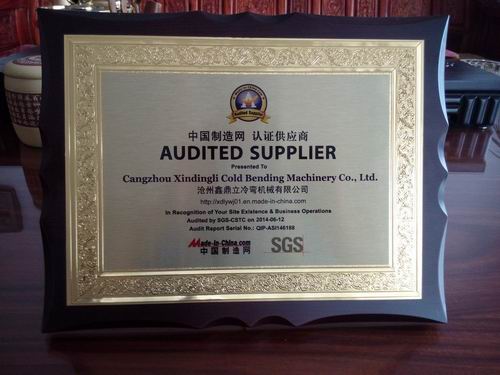 Audited Supplier
中国制造网 认证供应商
AUDITED SUPPLIER
Presented To
Cangzhou Xindingli Cold Bending Machinery Co., Ltd.
沧州鑫鼎立冷弯机械有限公司
http://xdlywj01.en.made-in-china.com
In Recognition of Your Site Existence & Business Operations
Audited by SGS-CSTC on 2014-06-12
Audit Report Serial No.: QIP-ASI146188
Made-in-China.com SGS
中国制造网